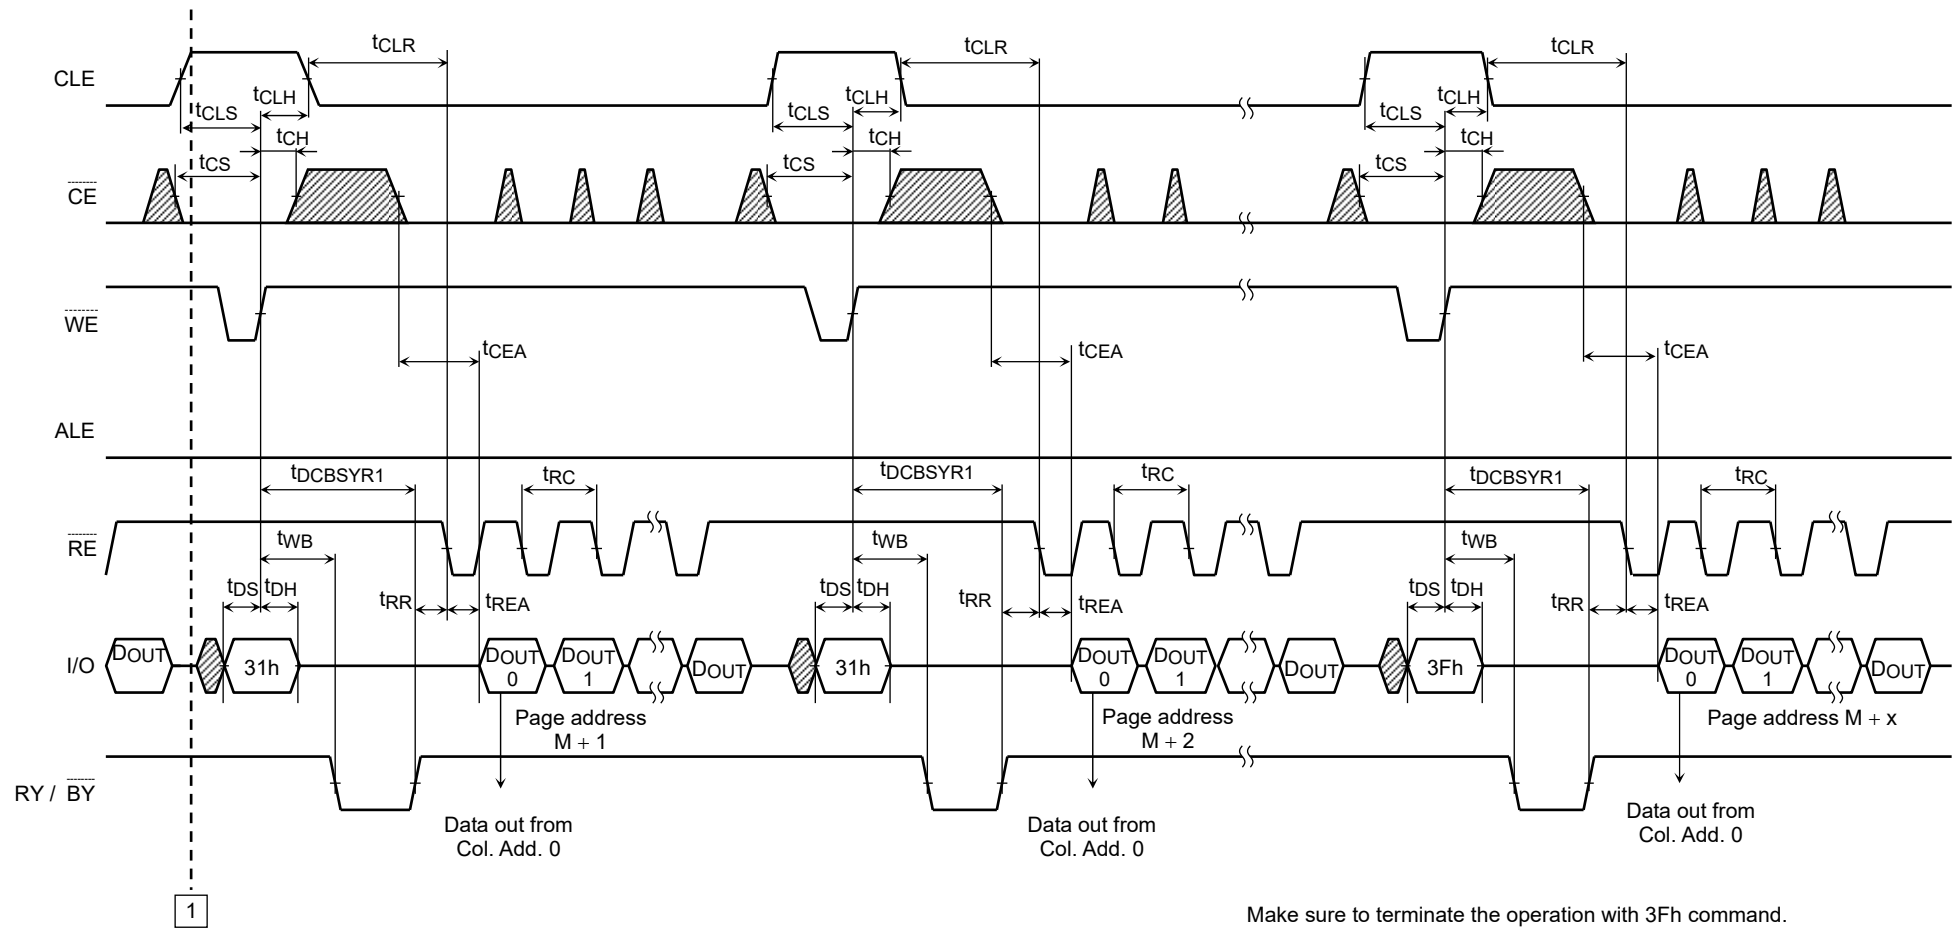 tCLR tCLR tCLR
CLE
tCLH tCLH tCLH
tCLS tCLS tCLS
tCH tCH tCH
tCS tCS tCS
CE
WE
tCEA tCEA tCEA
ALE
tDCBSYR1 tRC tDCBSYR1 tRC tDCBSYR1 tRC
RE
tWB tWB tWB
tDS tDH tDS tDH tDS tDH
tRR tREA tRR tREA tRR tREA
I/O DOUT 31h DOUT 0 DOUT 1 DOUT 31h DOUT 0 DOUT 1 DOUT 3Fh DOUT 0 DOUT 1 DOUT
Page address
M + 1
Page address
M + 2
Page address M + x
RY / BY
Data out from
Col. Add. 0
Data out from
Col. Add. 0
Data out from
Col. Add. 0
1
Make sure to terminate the operation with 3Fh command.